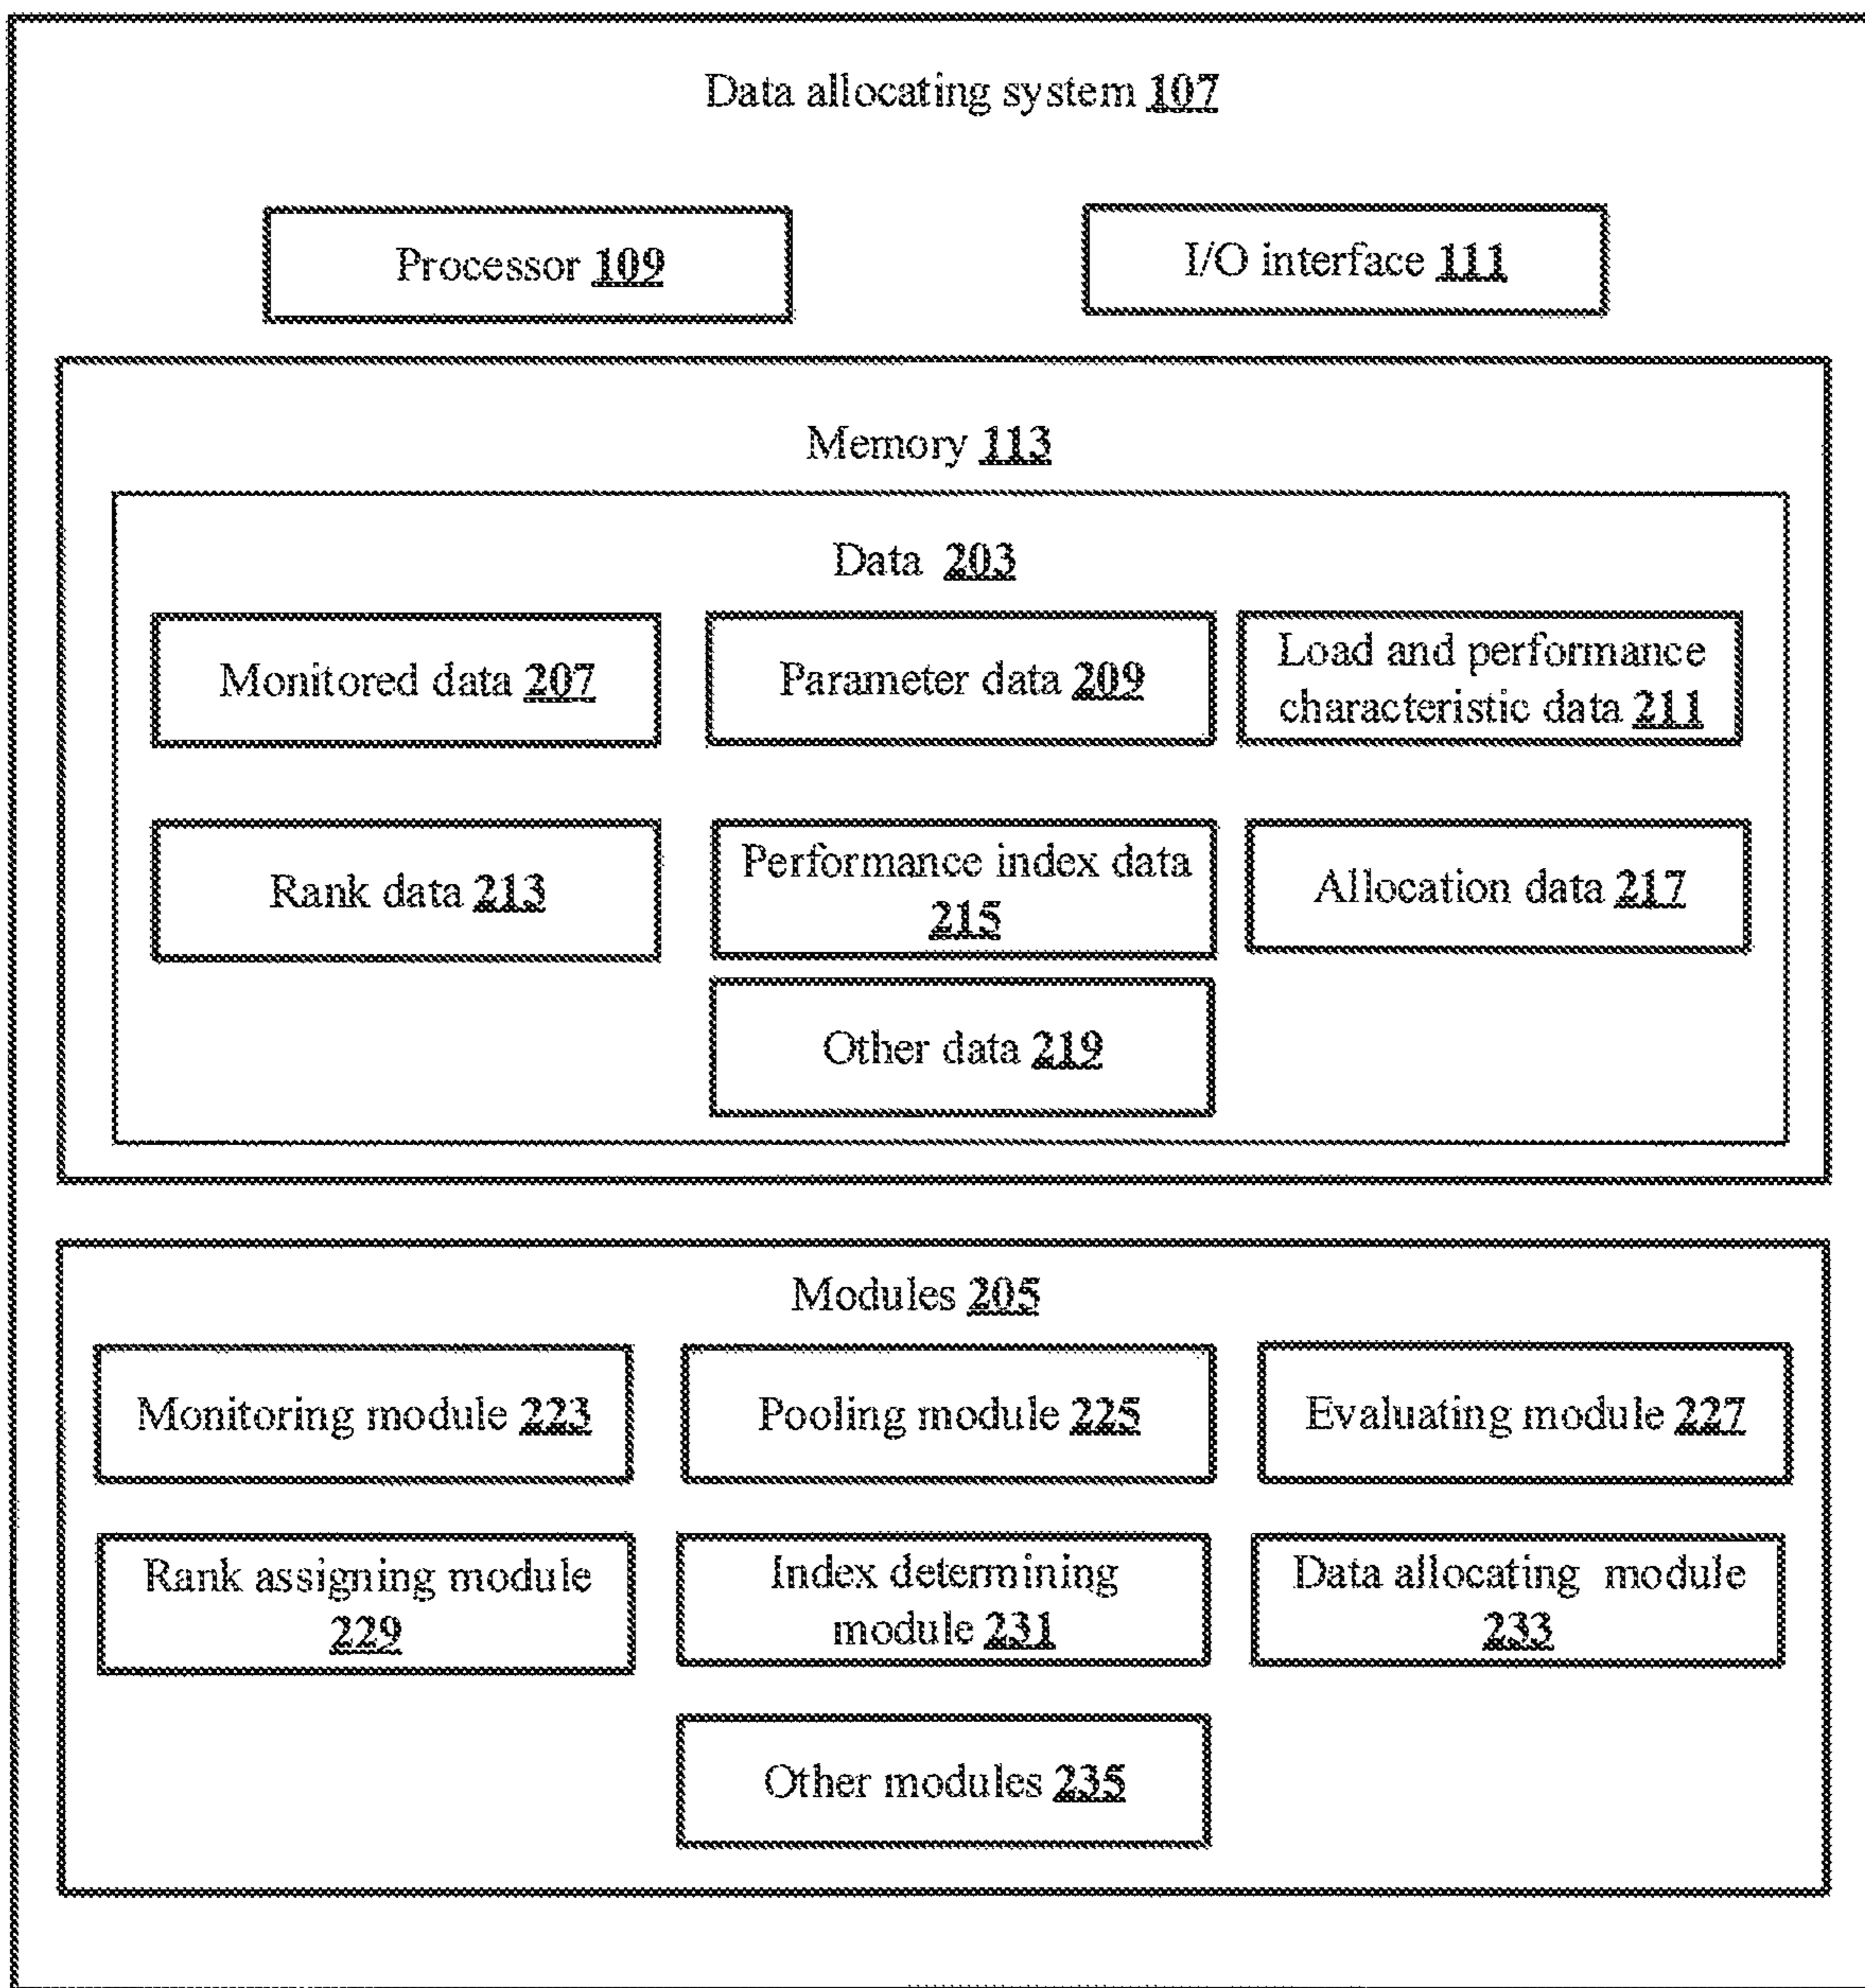 Data allocating system 107
Processor 109
I/O interface 111
Memory 113
Data 203
Monitored data 207
Parameter data 209
Load and performance
characteristic data 211
Rank data 213
Performance index data
215
Allocation data 217
Other data 219
Modules 205
Monitoring module 223
Pooling module 225
Evaluating module 227
Rank assigning module
229
Index determining
module 231
Data allocating module
233
Other modules 235